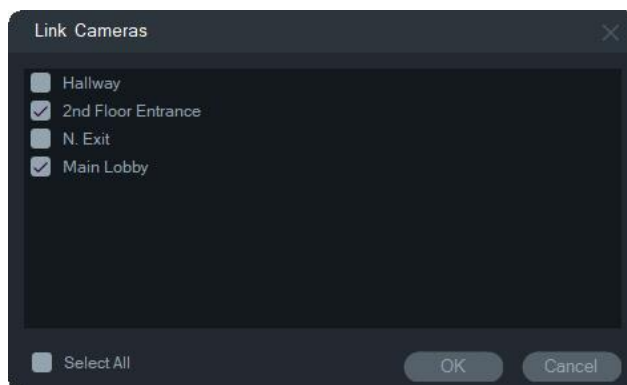 Link Cameras
Hallway
2nd Floor Entrance
N. Exit
Main Lobby
Select All
OK Cancel